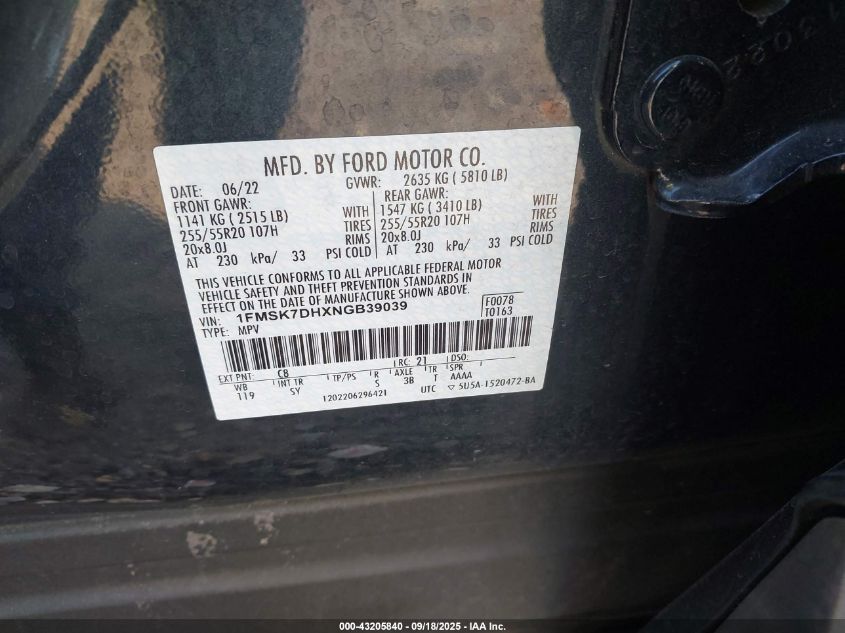 MFD. BY FORD MOTOR CO.
DATE: 06/22 GVWR: 2635 KG ( 5810 LB)
FRONT GAWR: REAR GAWR:
1141 KG ( 2515 LB) WITH 1547 KG ( 3410 LB) WITH
255/55R20 107H TIRES 255/55R20 107H TIRES
20x8.0J RIMS 20x8.0J RIMS
AT 230 kPa/ 33 PSI COLD AT 230 kPa/ 33 PSI COLD
THIS VEHICLE CONFORMS TO ALL APPLICABLE FEDERAL MOTOR
VEHICLE SAFETY AND THEFT PREVENTION STANDARDS IN
EFFECT ON THE DATE OF MANUFACTURE SHOWN ABOVE.
VIN: 1FMSK7DHXNGB39039 F0078
TYPE: MPV T0163
EXT PNT: C8 RC: 21 DSO:
WB INT TR TP/PS R AXLE TR SPR
119 SY S 3B T AAAA
1202206296421 UTC ▽ 5U5A-1520472-BA
000-43205840 - 09/18/2025 - IAA Inc.